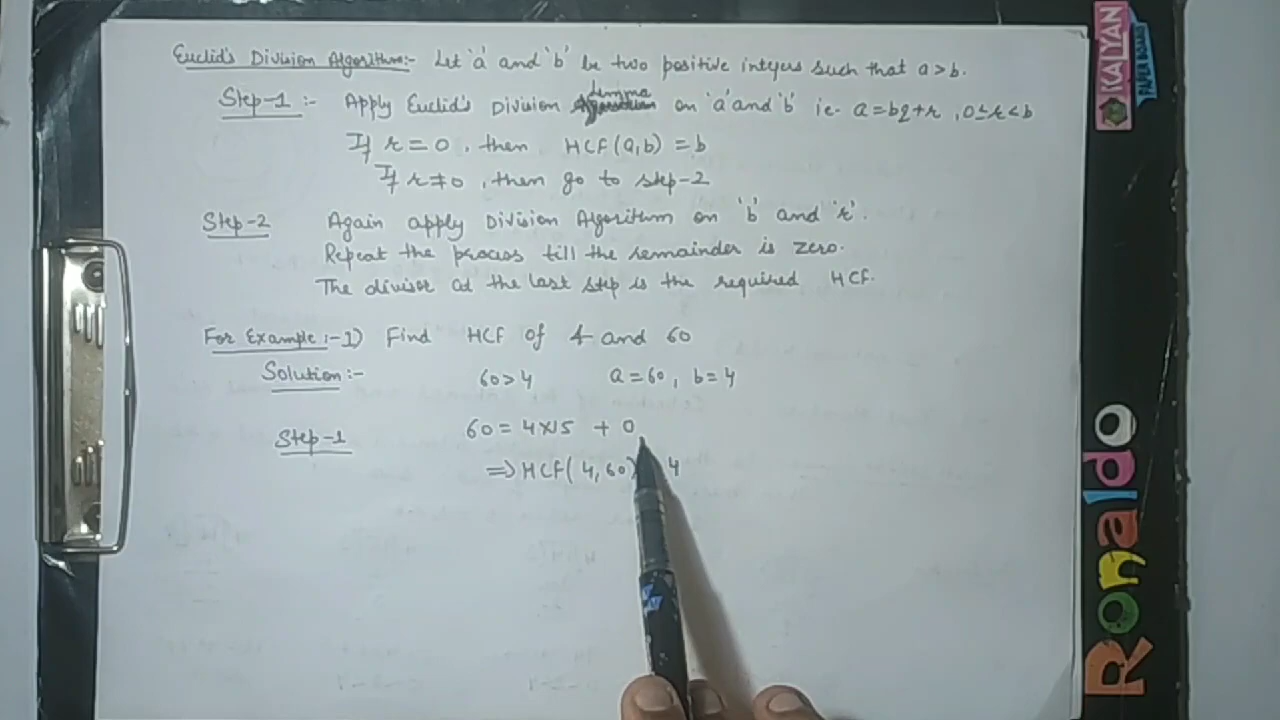 Euclid's Division Algorithm:- Let 'a' and 'b' be two positive integers such that a>b.
Step-1:- Apply Euclid's Division Lemma on 'a' and 'b' i.e. a=bq+r, 0≤r<b
If r=0, then HCF(a,b)=b
If r≠0, then go to step-2
Step-2 Again apply Division Algorithm on 'b' and 'r'.
Repeat the process till the remainder is zero.
The divisor at the last step is the required HCF.
For Example:-1) Find HCF of 4 and 60
Solution:- 60>4 a=60, b=4
Step-1 60=4×15 + 0
⇒HCF(4,60) 4
KALYAN
PAPER BOARD
Ronaldo